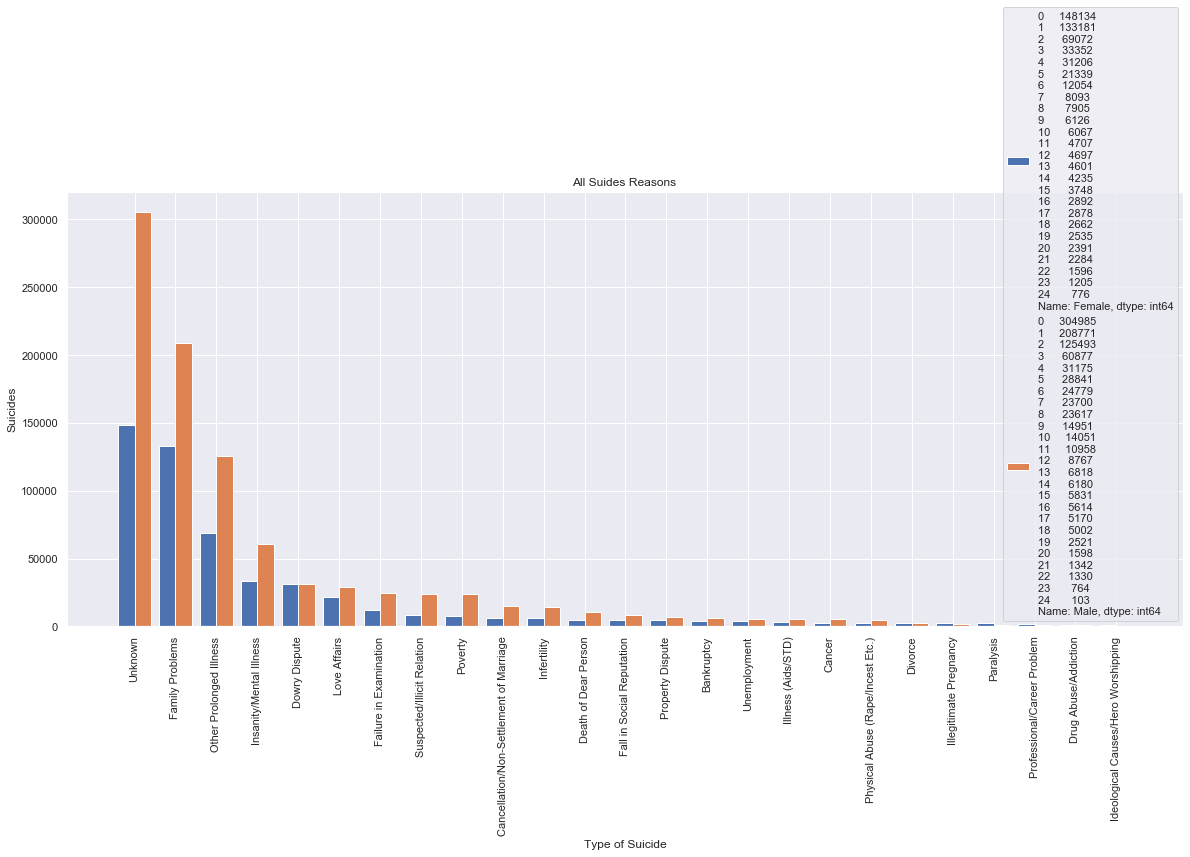 0 148134
1 133181
2 69072
3 33352
4 31206
5 21339
6 12054
7 8093
8 7905
9 6126
10 6067
11 4707
12 4697
13 4601
14 4235
15 3748
16 2892
17 2878
18 2662
19 2535
20 2391
21 2284
22 1596
23 1205
24 776
Name: Female, dtype: int64
0 304985
1 208771
2 125493
3 60877
4 31175
5 28841
6 24779
7 23700
8 23617
9 14951
10 14051
11 10958
12 8767
13 6818
14 6180
15 5831
16 5614
17 5170
18 5002
19 2521
20 1598
21 1342
22 1330
23 764
24 103
Name: Male, dtype: int64
All Suides Reasons
Suicides
300000
250000
200000
150000
100000
50000
0
Unknown
Family Problems
Other Prolonged Illness
Insanity/Mental Illness
Dowry Dispute
Love Affairs
Failure in Examination
Suspected/Illicit Relation
Poverty
Cancellation/Non-Settlement of Marriage
Infertility
Death of Dear Person
Fall in Social Reputation
Property Dispute
Bankruptcy
Unemployment
Illness (Aids/STD)
Cancer
Physical Abuse (Rape/Incest Etc.)
Divorce
Illegitimate Pregnancy
Paralysis
Professional/Career Problem
Drug Abuse/Addiction
Ideological Causes/Hero Worshipping
Type of Suicide